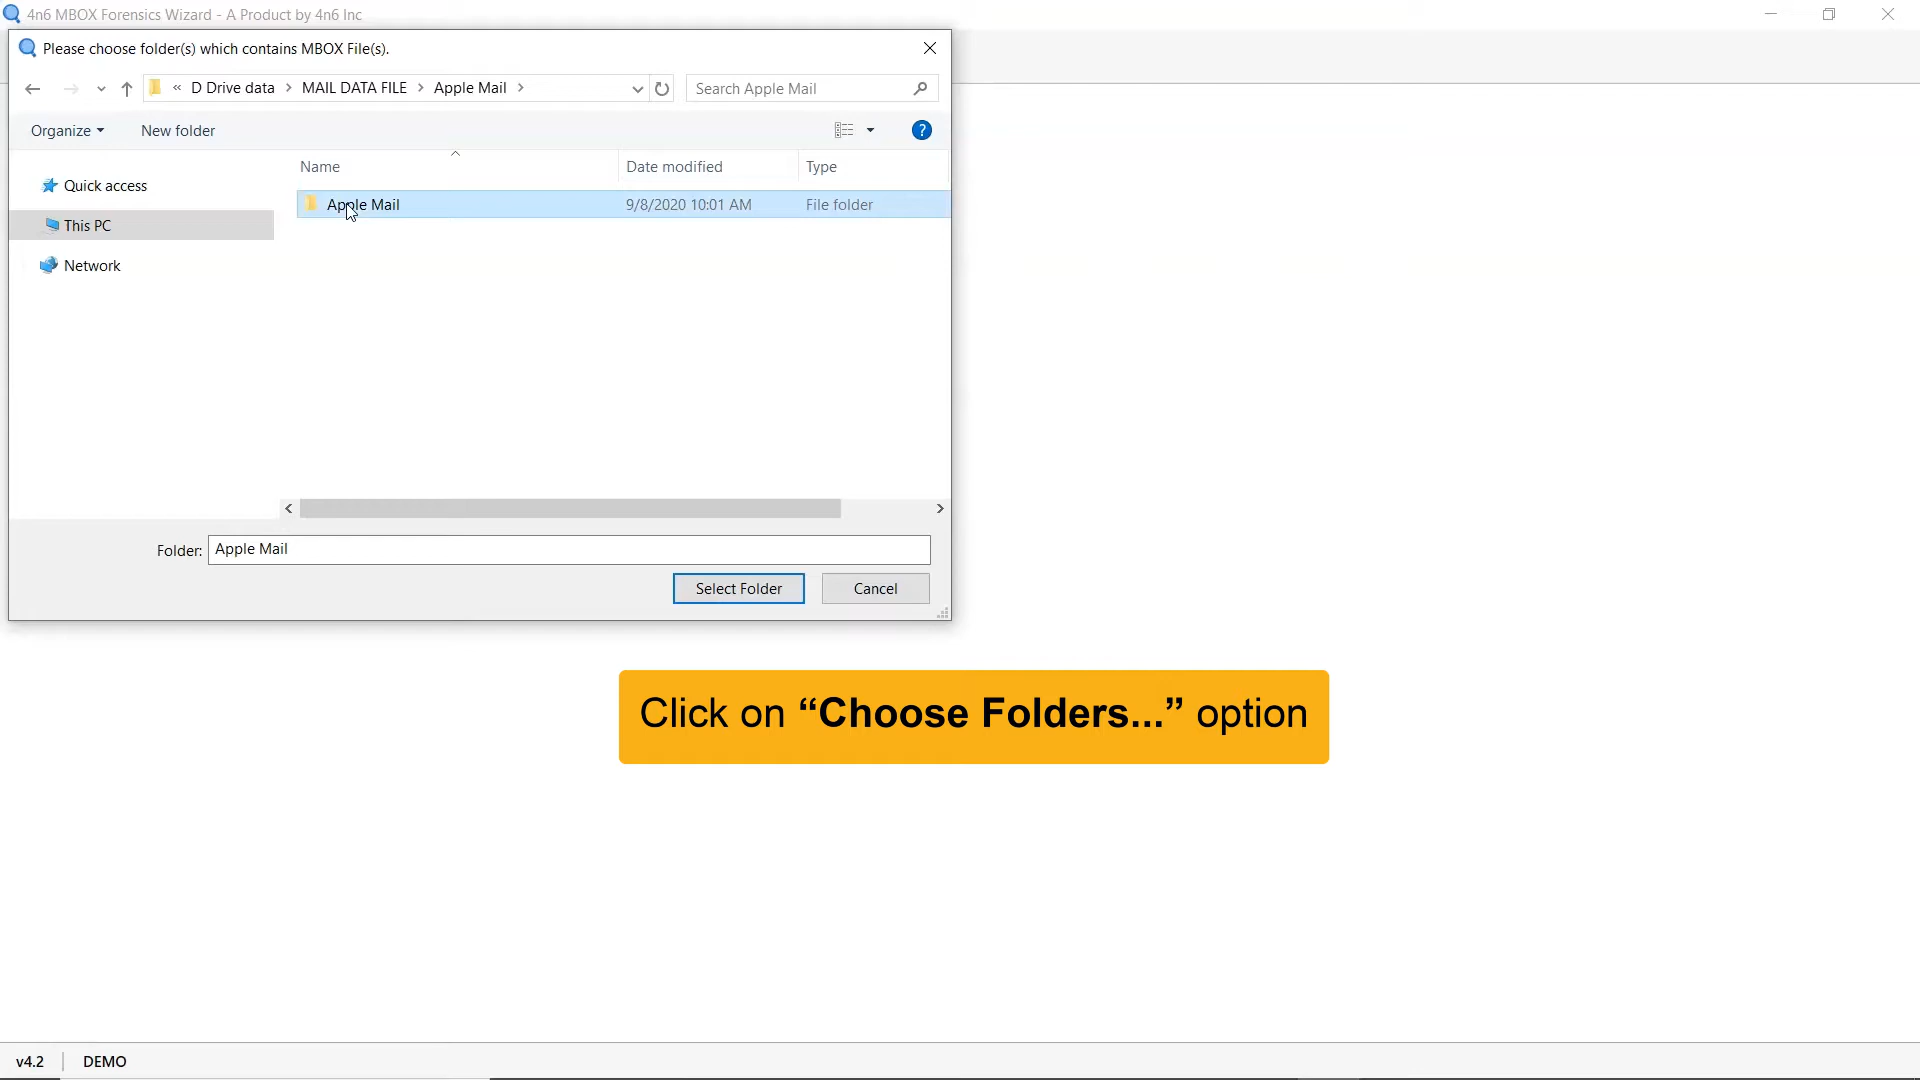 4n6 MBOX Forensics Wizard - A Product by 4n6 Inc
Please choose folder(s) which contains MBOX File(s).
« D Drive data > MAIL DATA FILE > Apple Mail >
Search Apple Mail
Organize
New folder
?
Name
Date modified
Type
Quick access
Apple Mail
9/8/2020 10:01 AM
File folder
This PC
Network
Folder: Apple Mail
Select Folder
Cancel
Click on “Choose Folders...” option
v4.2 | DEMO